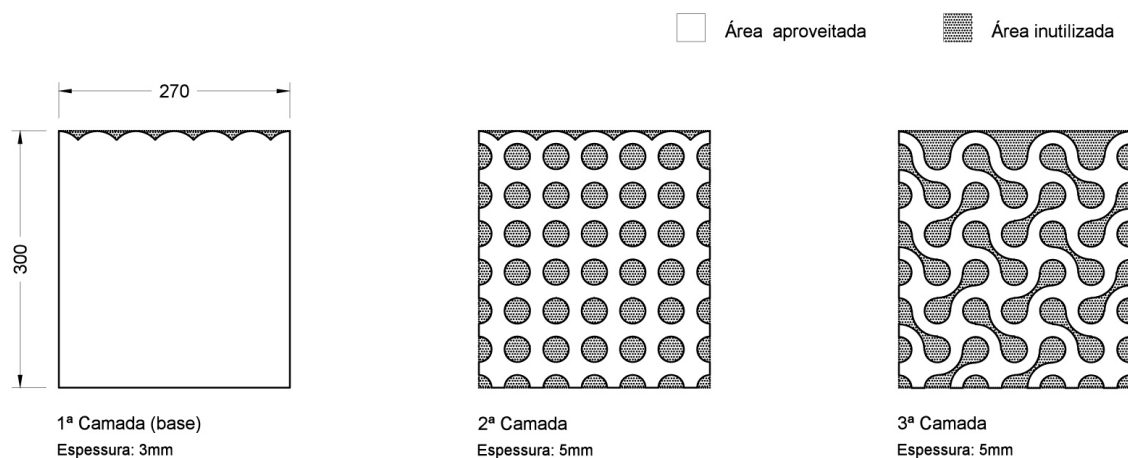 Área aproveitada
Área inutilizada
270
300
1ª Camada (base)
Espessura: 3mm
2ª Camada
Espessura: 5mm
3ª Camada
Espessura: 5mm